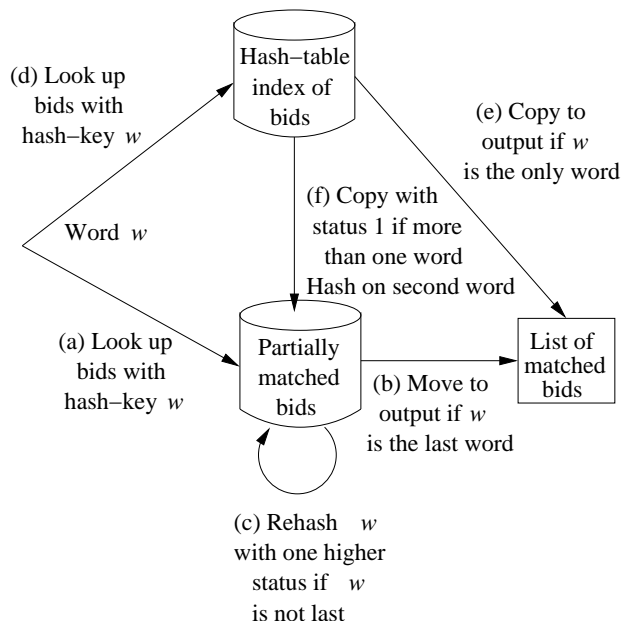 Hash−table
index of
bids
(d) Look up
bids with
hash−key w
(e) Copy to
output if w
is the only word
(f) Copy with
status 1 if more
than one word
Hash on second word
Word w
(a) Look up
bids with
hash−key w
Partially
matched
bids
List of
matched
bids
(b) Move to
output if w
is the last word
(c) Rehash w
with one higher
status if w
is not last